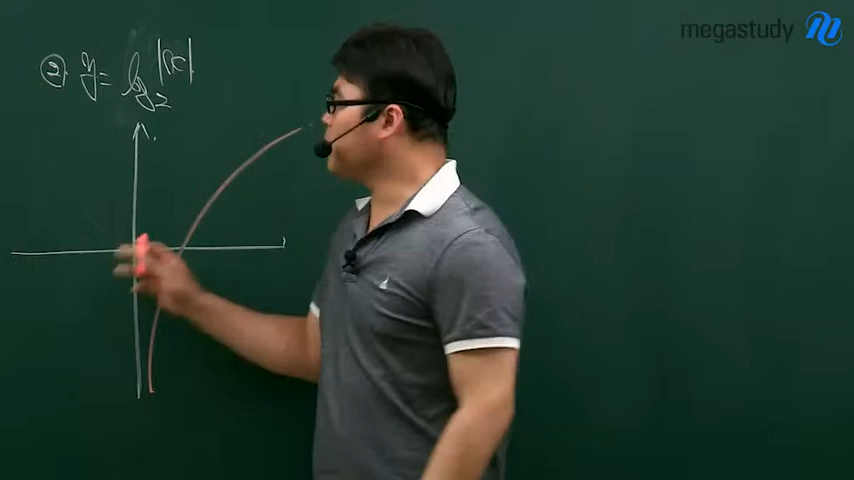 megastudy
② y = log₂|x|